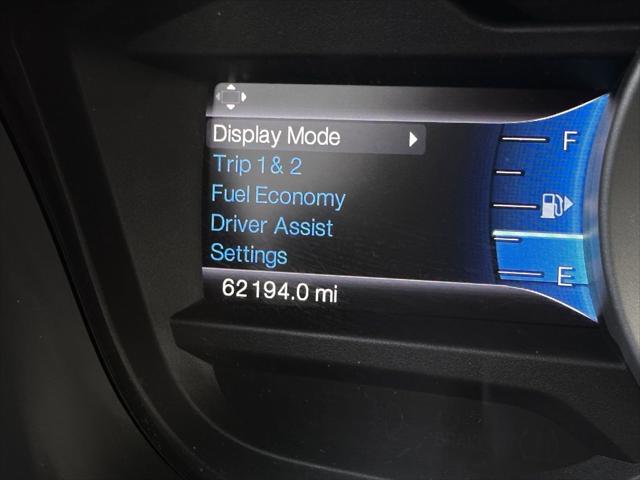 Display Mode
F
Trip 1 & 2
Fuel Economy
Driver Assist
Settings
E
62194.0 mi